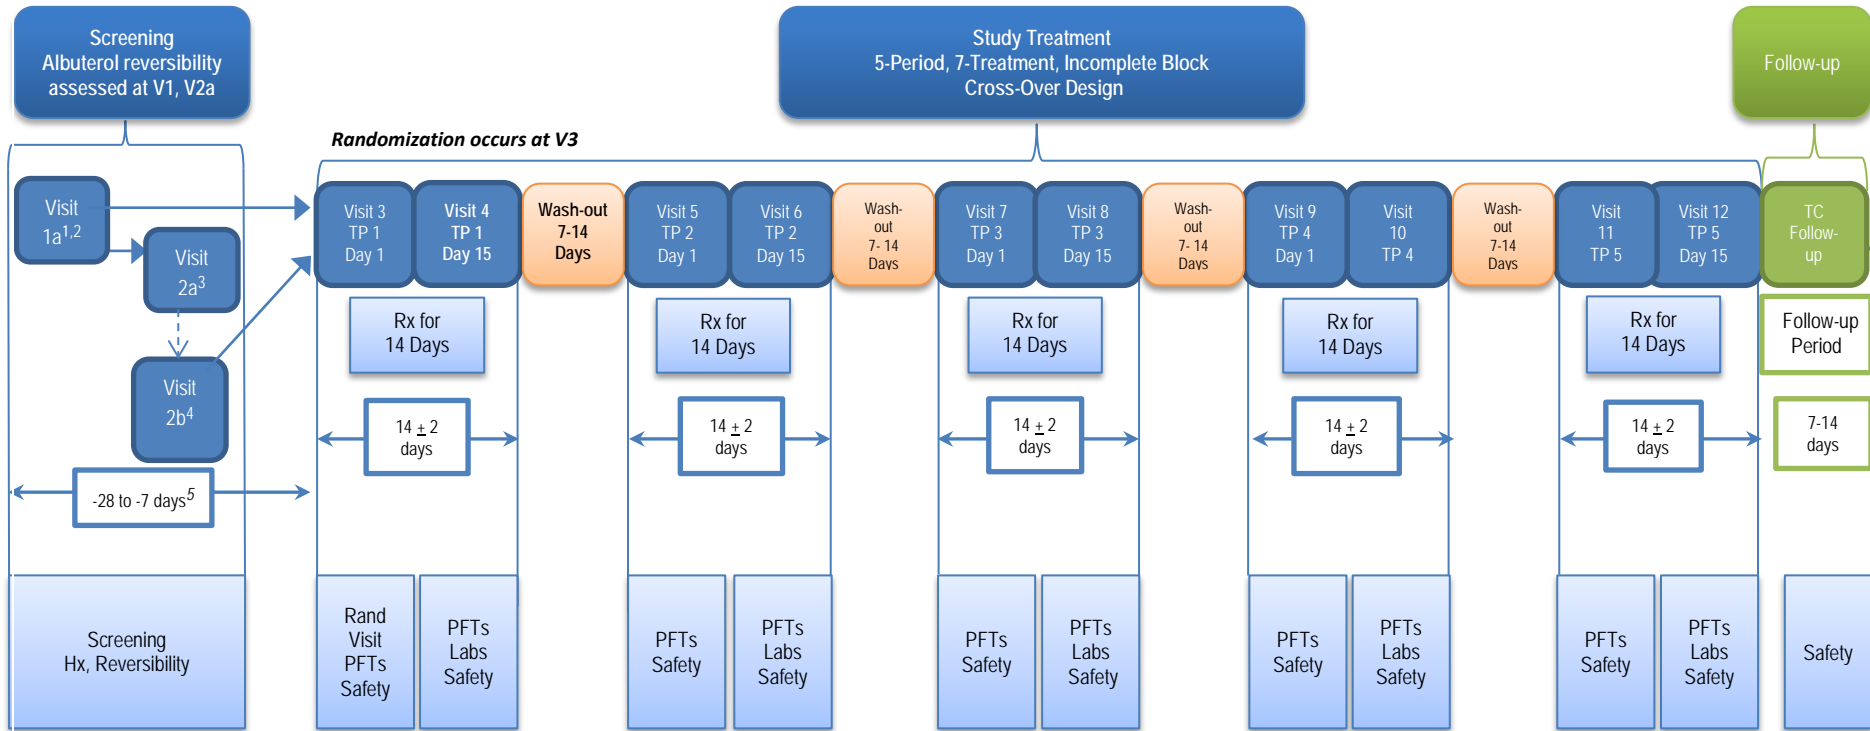 Screening
Albuterol reversibility
assessed at V1, V2a
Study Treatment
5-Period, 7-Treatment, Incomplete Block
Cross-Over Design
Follow-up
Randomization occurs at V3
Visit
1a1,2
Visit
2a3
Visit
2b4
-28 to -7 days5
Visit 3
TP 1
Day 1
Visit 4
TP 1
Day 15
Wash-out
7-14
Days
Visit 5
TP 2
Day 1
Visit 6
TP 2
Day 15
Wash-
out
7- 14
Days
Visit 7
TP 3
Day 1
Visit 8
TP 3
Day 15
Wash-
out
7- 14
Days
Visit 9
TP 4
Day 1
Visit
10
TP 4
Wash-
out
7-14
Days
Visit
11
TP 5
Visit 12
TP 5
Day 15
TC
Follow-
up
Rx for
14 Days
Rx for
14 Days
Rx for
14 Days
Rx for
14 Days
Rx for
14 Days
Follow-up
Period
14 ± 2
days
14 ± 2
days
14 ± 2
days
14 ± 2
days
14 ± 2
days
7-14
days
Screening
Hx, Reversibility
Rand
Visit
PFTs
Safety
PFTs
Labs
Safety
PFTs
Safety
PFTs
Labs
Safety
PFTs
Safety
PFTs
Labs
Safety
PFTs
Safety
PFTs
Labs
Safety
PFTs
Safety
PFTs
Labs
Safety
Safety